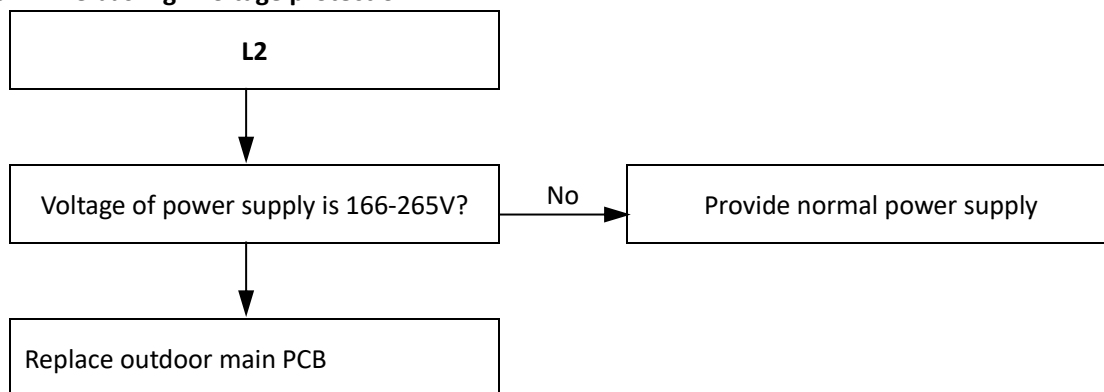 L2
Voltage of power supply is 166-265V?
No
Provide normal power supply
Replace outdoor main PCB